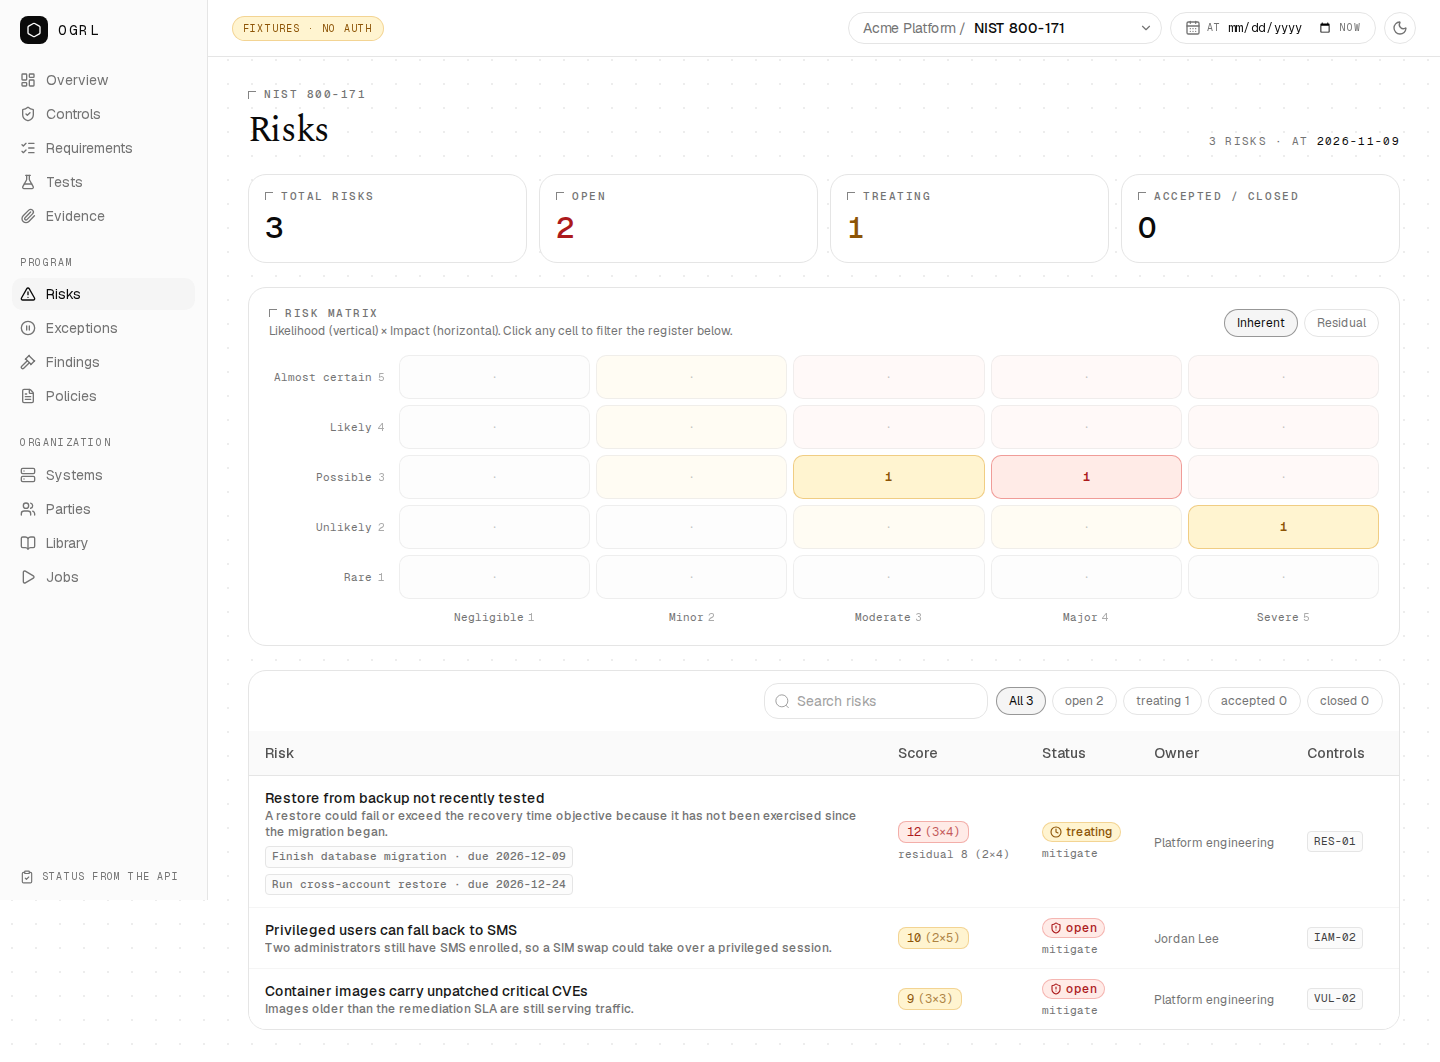 OGRL
FIXTURES · NO AUTH
Acme Platform / NIST 800-171
AT mm/dd/yyyy NOW
Overview
Controls
Requirements
Tests
Evidence
PROGRAM
Risks
Exceptions
Findings
Policies
ORGANIZATION
Systems
Parties
Library
Jobs
STATUS FROM THE API
NIST 800-171
Risks
3 RISKS · AT 2026-11-09
TOTAL RISKS
3
OPEN
2
TREATING
1
ACCEPTED / CLOSED
0
RISK MATRIX
Likelihood (vertical) × Impact (horizontal). Click any cell to filter the register below.
Inherent Residual
Almost certain 5 · · · · ·
Likely 4 · · · · ·
Possible 3 · · 1 1 ·
Unlikely 2 · · · · 1
Rare 1 · · · · ·
Negligible 1 Minor 2 Moderate 3 Major 4 Severe 5
Search risks All 3 open 2 treating 1 accepted 0 closed 0
Risk Score Status Owner Controls
Restore from backup not recently tested
A restore could fail or exceed the recovery time objective because it has not been exercised since
the migration began.
Finish database migration · due 2026-12-09
Run cross-account restore · due 2026-12-24
12 (3×4)
residual 8 (2×4)
treating
mitigate
Platform engineering
RES-01
Privileged users can fall back to SMS
Two administrators still have SMS enrolled, so a SIM swap could take over a privileged session.
10 (2×5)
open
mitigate
Jordan Lee
IAM-02
Container images carry unpatched critical CVEs
Images older than the remediation SLA are still serving traffic.
9 (3×3)
open
mitigate
Platform engineering
VUL-02